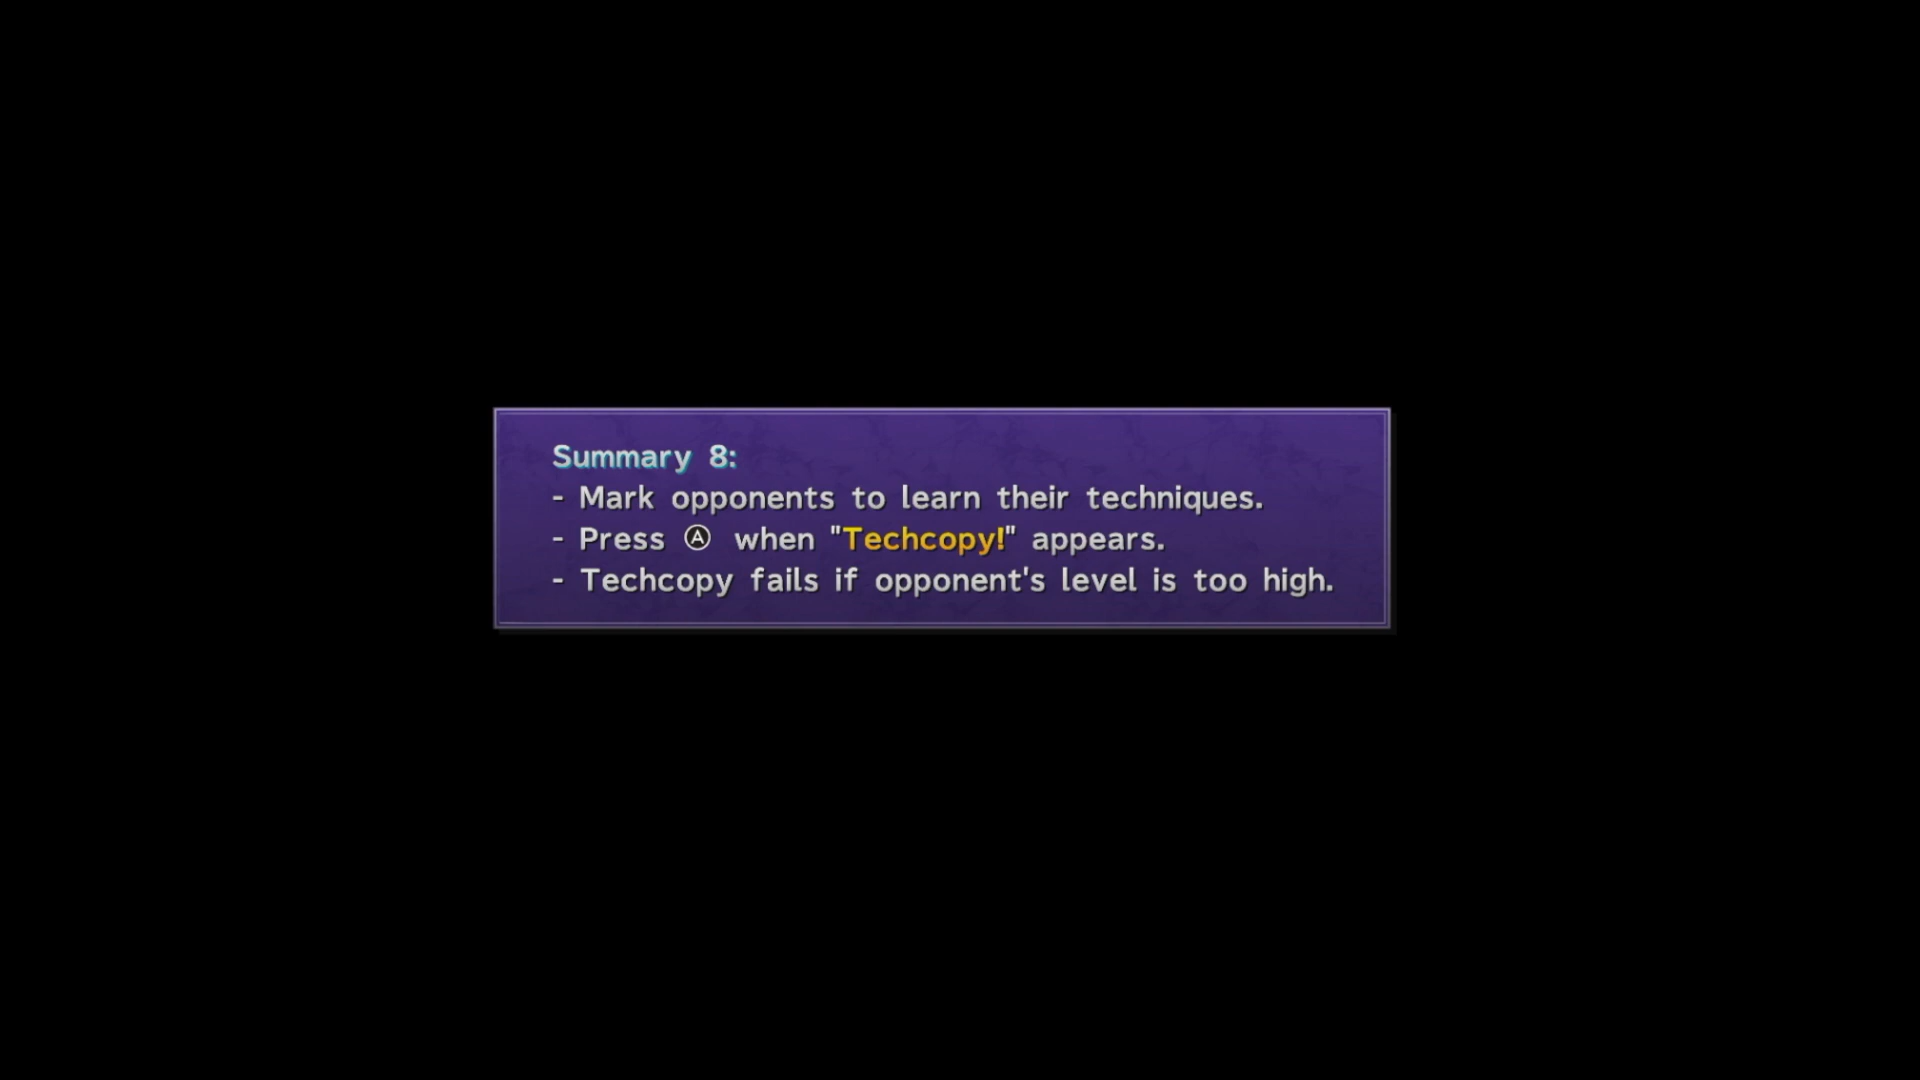 Summary 8:
- Mark opponents to learn their techniques.
- Press Ⓐ when "Techcopy!" appears.
- Techcopy fails if opponent's level is too high.